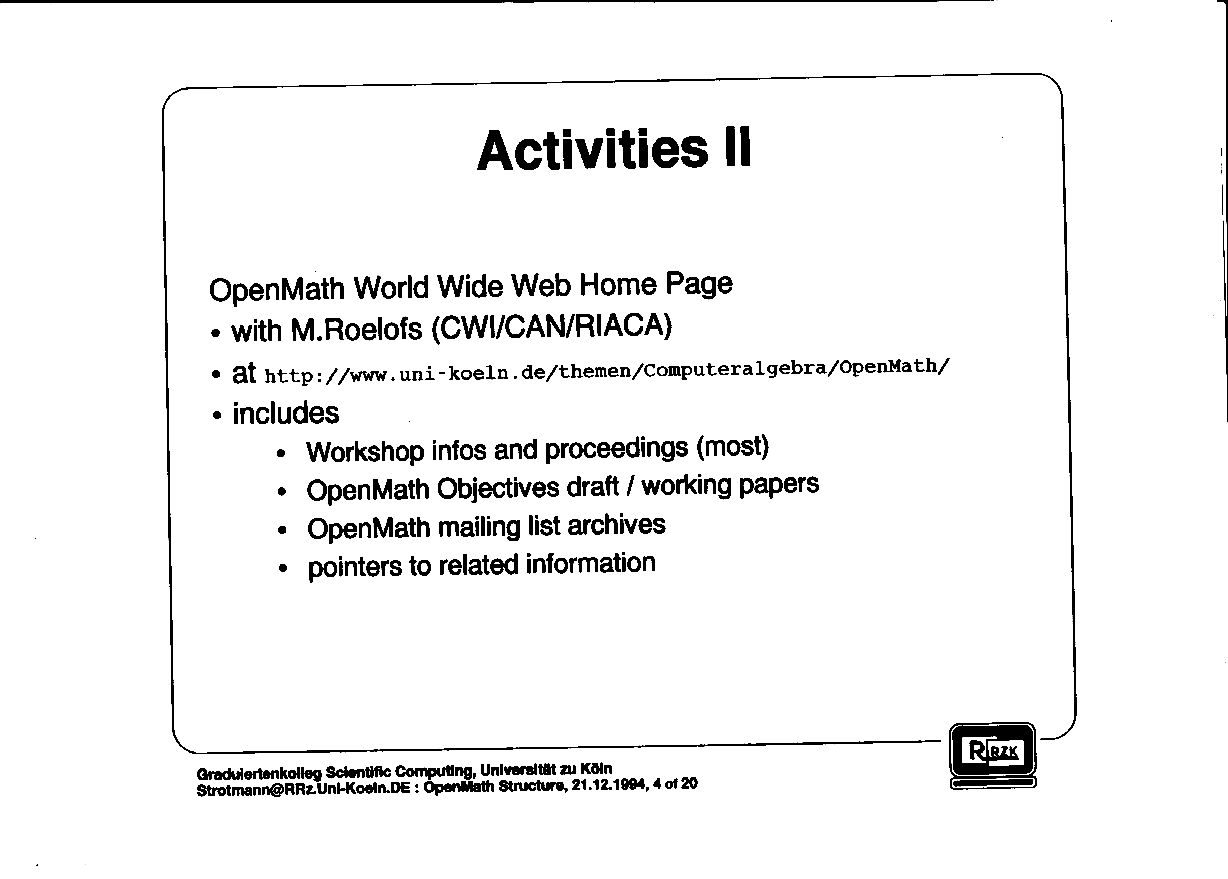 Activities II
OpenMath World Wide Web Home Page
• with M.Roelofs (CWI/CAN/RIACA)
• at http://www.uni-koeln.de/themen/Computeralgebra/OpenMath/
• includes
• Workshop infos and proceedings (most)
• OpenMath Objectives draft / working papers
• OpenMath mailing list archives
• pointers to related information
RRZK
Graduiertenkolleg Scientific Computing, Universität zu Köln
Strotmann@RRz.Uni-Koeln.DE : OpenMath Structure, 21.12.1994, 4 of 20